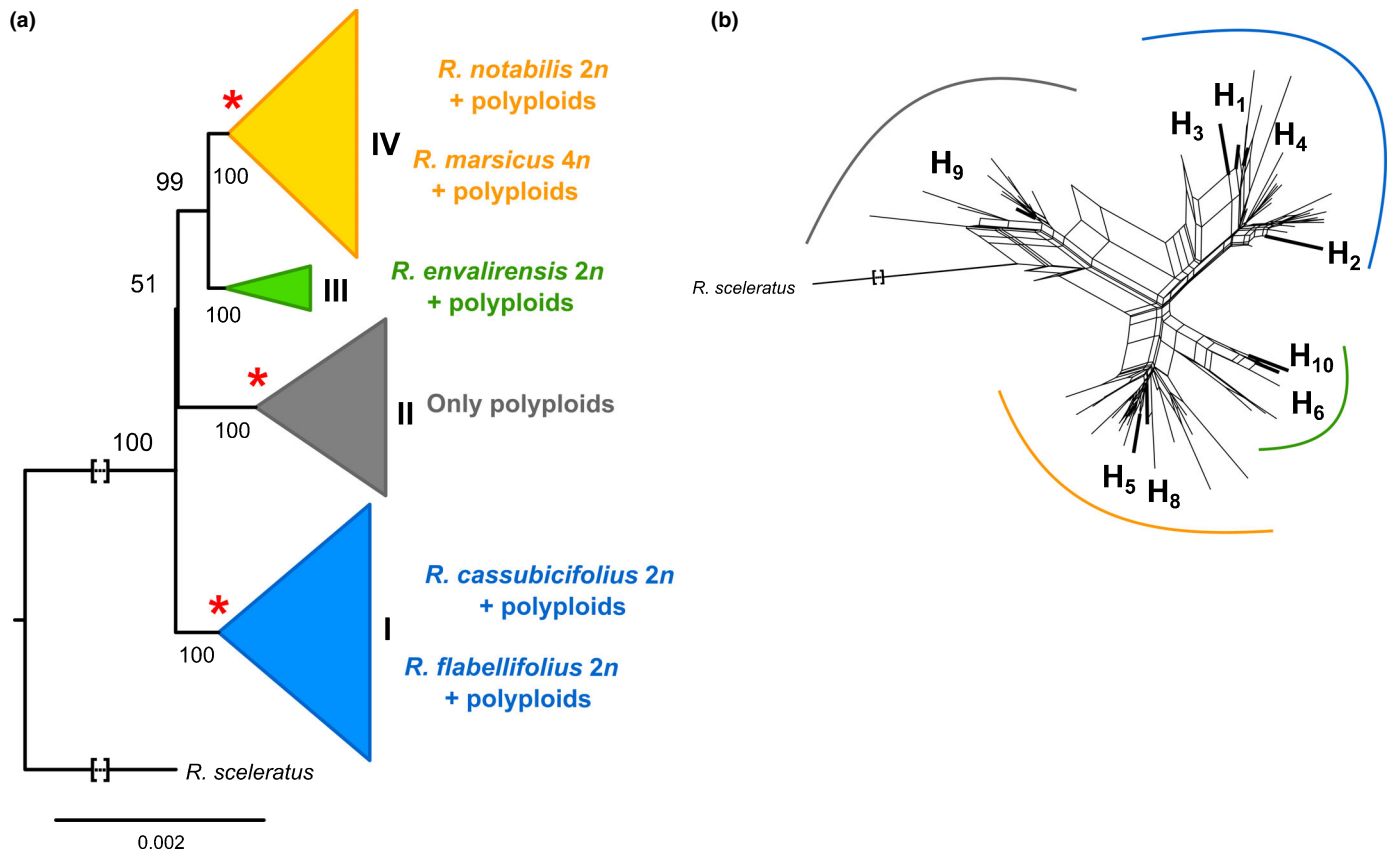 (a)
R. notabilis 2n
+ polyploids
*
IV
99
100
R. marsicus 4n
+ polyploids
51
III
100
R. envalirensis 2n
+ polyploids
*
II
100
Only polyploids
100
[...]
*
I
100
R. cassubicifolius 2n
+ polyploids
R. flabellifolius 2n
+ polyploids
[...]
R. sceleratus
0.002
(b)
H1
H3
H4
H9
H2
R. sceleratus
[.]
H10
H6
H5
H8